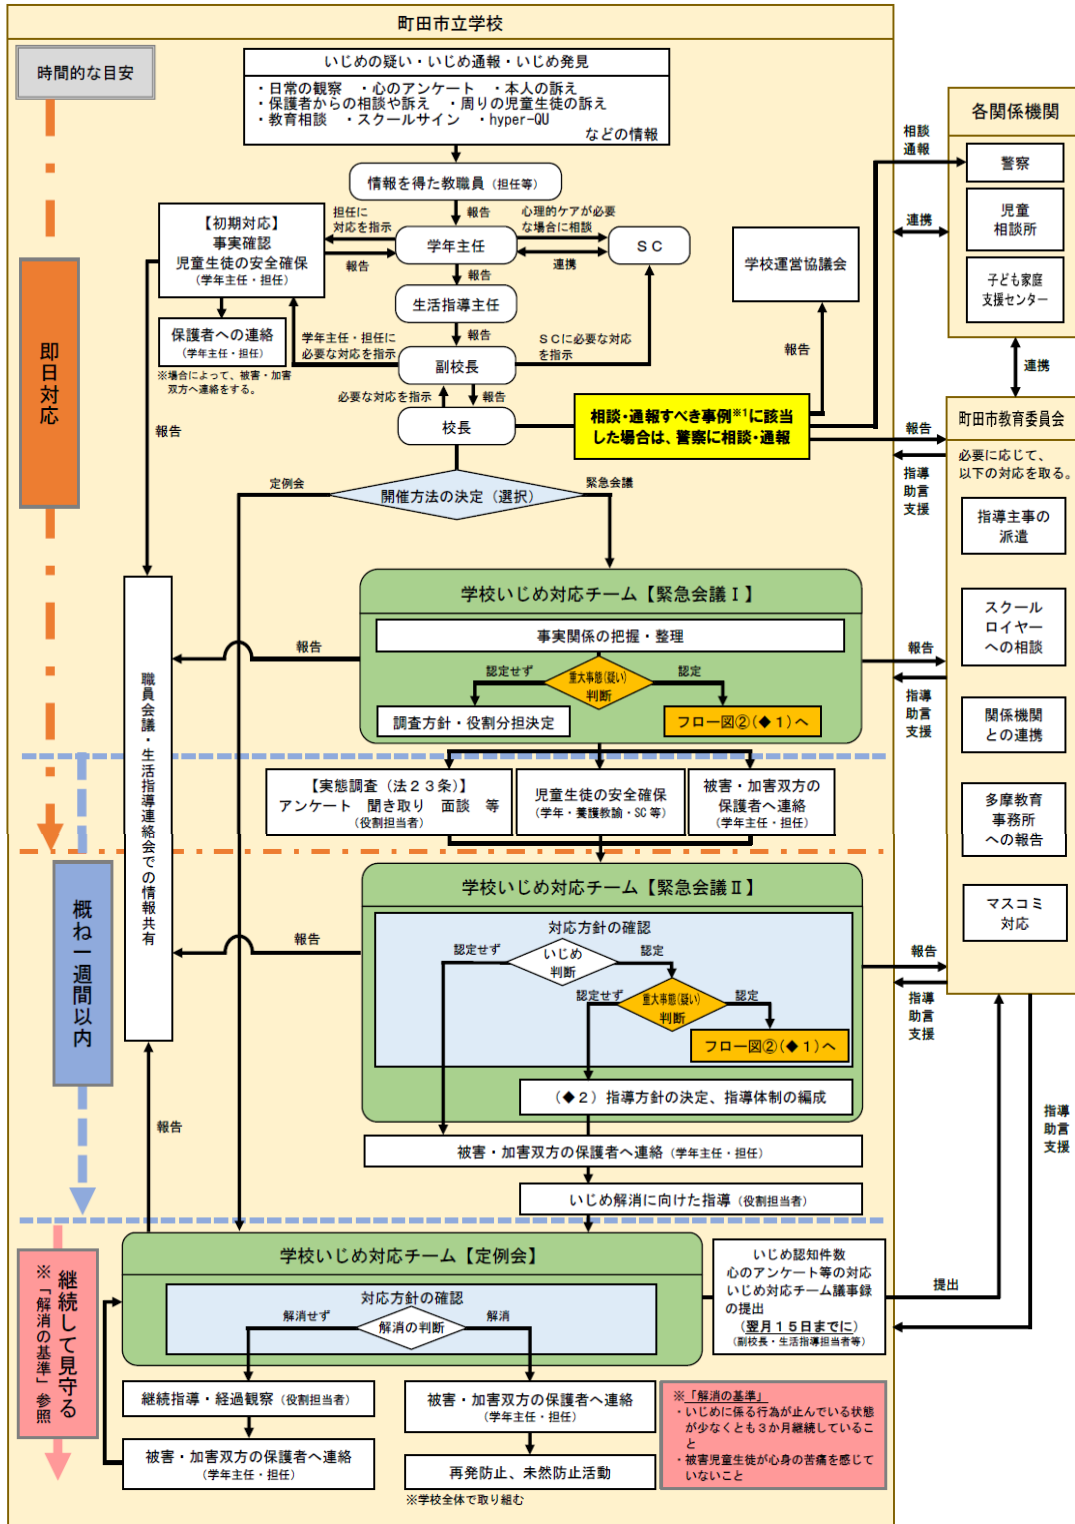 町田市立学校
時間的な目安
いじめの疑い・いじめ通報・いじめ発見
・日常の観察　・心のアンケート　・本人の訴え
・保護者からの相談や訴え　・周りの児童生徒の訴え
・教育相談　・スクールサイン　・hyper-QU
などの情報
情報を得た教職員（担任等）
報告
担任に
対応を指示
心理的ケアが必要
な場合に相談
【初期対応】
事実確認
児童生徒の安全確保
（学年主任・担任）
学年主任
ＳＣ
報告
連携
報告
生活指導主任
保護者への連絡
（学年主任・担任）
※場合によって、被害・加害
双方へ連絡をする。
報告
学年主任・担任に
必要な対応を指示
ＳＣに必要な対応
を指示
副校長
必要な対応を指示
報告
校長
学校運営協議会
報告
相談・通報すべき事例※1に該当
した場合は、警察に相談・通報
即日対応
報告
相談
通報
連携
各関係機関
警察
児童
相談所
子ども家庭
支援センター
連携
町田市教育委員会
報告
指導
助言
支援
必要に応じて、
以下の対応を取る。
指導主事の
派遣
スクール
ロイヤー
への相談
関係機関
との連携
多摩教育
事務所
への報告
マスコミ
対応
定例会
開催方法の決定（選択）
緊急会議
学校いじめ対応チーム【緊急会議Ⅰ】
事実関係の把握・整理
認定せず
重大事態(疑い)
判断
認定
調査方針・役割分担決定
フロー図②(◆１)へ
報告
報告
指導
助言
支援
職員会議・生活指導連絡会での情報共有
【実態調査（法２３条）】
アンケート　聞き取り　面談　等
（役割担当者）
児童生徒の安全確保
（学年・養護教諭・SC 等）
被害・加害双方の
保護者へ連絡
（学年主任・担任）
概ね一週間以内
学校いじめ対応チーム【緊急会議Ⅱ】
対応方針の確認
認定せず
いじめ
判断
認定
認定せず
重大事態(疑い)
判断
認定
フロー図②(◆１)へ
（◆２）指導方針の決定、指導体制の編成
報告
報告
指導
助言
支援
被害・加害双方の保護者へ連絡（学年主任・担任）
いじめ解消に向けた指導（役割担当者）
報告
指導
助言
支援
継続して見守る
※「解消の基準」参照
学校いじめ対応チーム【定例会】
対応方針の確認
解消せず
解消の判断
解消
いじめ認知件数
心のアンケート等の対応
いじめ対応チーム議事録
の提出
（翌月１５日までに）
（副校長・生活指導担当者等）
提出
継続指導・経過観察（役割担当者）
被害・加害双方の保護者へ連絡
（学年主任・担任）
被害・加害双方の保護者へ連絡
（学年主任・担任）
再発防止、未然防止活動
※学校全体で取り組む
※「解消の基準」
・いじめに係る行為が止んでいる状態
が少なくとも３か月継続しているこ
と
・被害児童生徒が心身の苦痛を感じて
いないこと